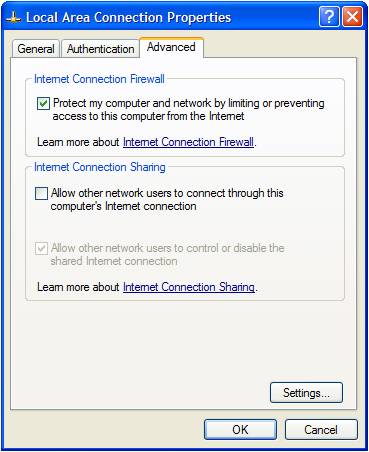 Local Area Connection Properties
General Authentication Advanced
Internet Connection Firewall
Protect my computer and network by limiting or preventing
access to this computer from the Internet
Learn more about Internet Connection Firewall.
Internet Connection Sharing
Allow other network users to connect through this
computer's Internet connection
Allow other network users to control or disable the
shared Internet connection
Learn more about Internet Connection Sharing.
Settings...
OK Cancel